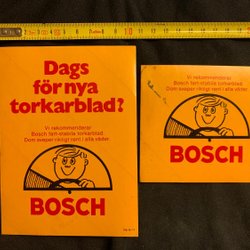 Dags
för nya
torkarblad?
Vi rekommenderar
Bosch fem-stabila torkarblad.
Dom sveper riktigt rent i alla väder.
BOSCH
Vi rekommenderar
Bosch fem-stabila torkarblad.
Dom sveper riktigt rent i alla väder.
BOSCH